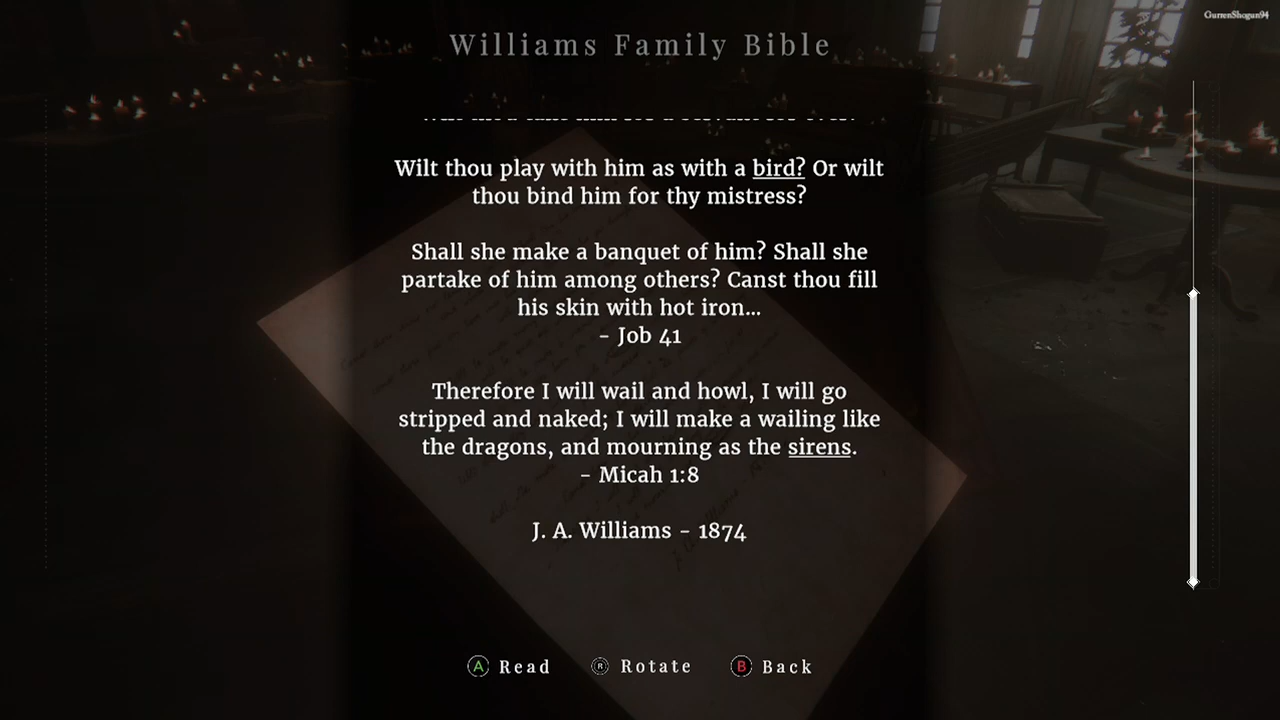 GurrenShogun94
Williams Family Bible
Wilt thou play with him as with a bird? Or wilt
thou bind him for thy mistress?
Shall she make a banquet of him? Shall she
partake of him among others? Canst thou fill
his skin with hot iron...
- Job 41
Therefore I will wail and howl, I will go
stripped and naked; I will make a wailing like
the dragons, and mourning as the sirens.
- Micah 1:8
J. A. Williams - 1874
A Read R Rotate B Back